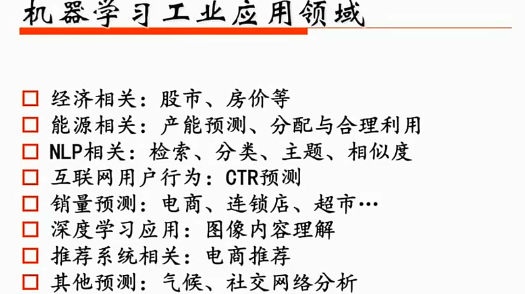 机器学习工业应用领域
经济相关：股市、房价等
能源相关：产能预测、分配与合理利用
NLP相关：检索、分类、主题、相似度
互联网用户行为：CTR预测
销量预测：电商、连锁店、超市…
深度学习应用：图像内容理解
推荐系统相关：电商推荐
其他预测：气候、社交网络分析